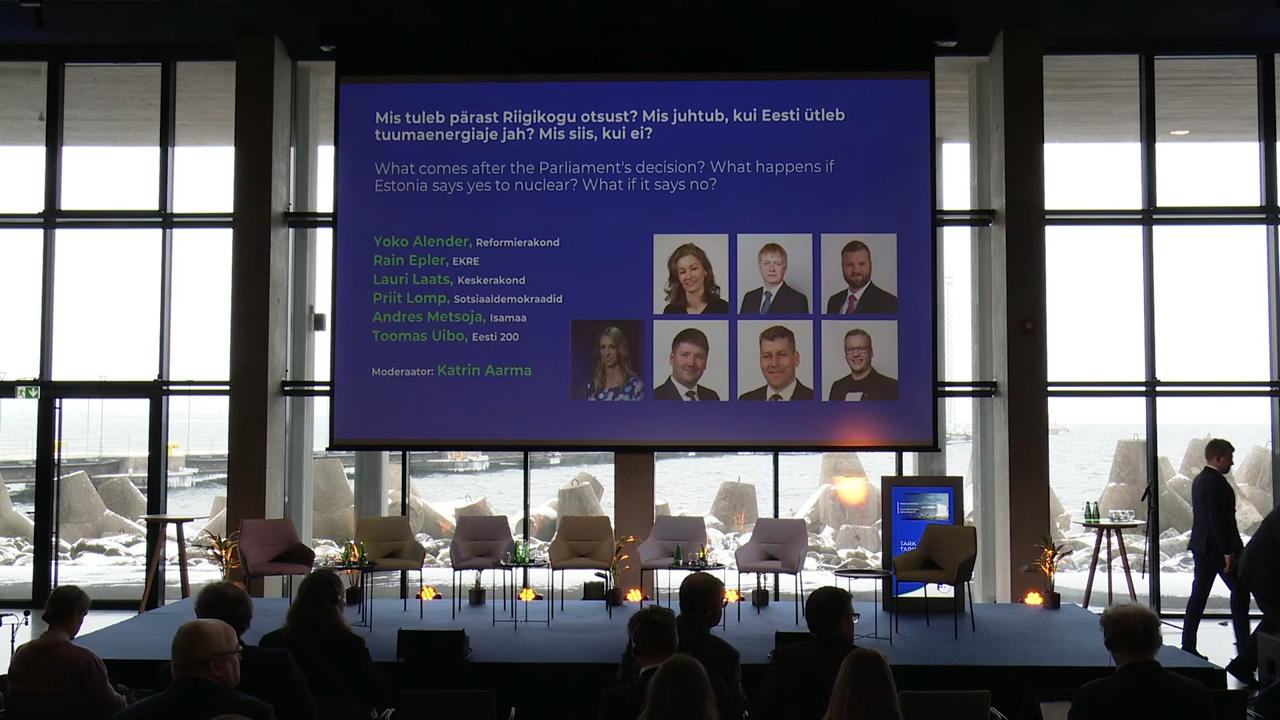 Mis tuleb pärast Riigikogu otsust? Mis juhtub, kui Eesti ütleb
tuumaenergiaje jah? Mis siis, kui ei?
What comes after the Parliament's decision? What happens if
Estonia says yes to nuclear? What if it says no?
Yoko Alender, Reformierakond
Rain Epler, EKRE
Lauri Laats, Keskerakond
Priit Lomp, Sotsiaaldemokraadid
Andres Metsoja, Isamaa
Toomas Uibo, Eesti 200
Moderaator: Katrin Aarma
TARK